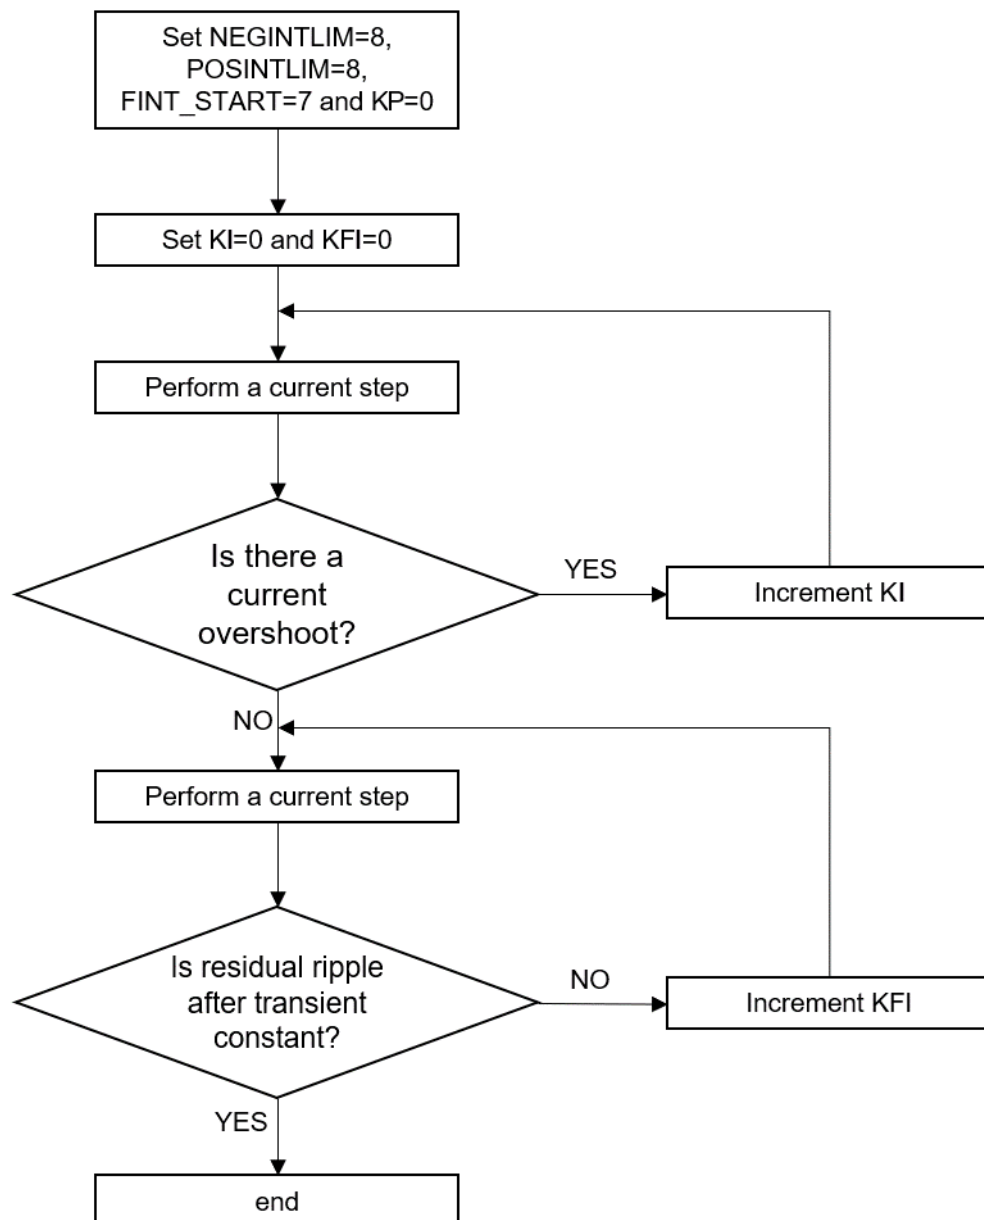 Set NEGINTLIM=8,
POSINTLIM=8,
FINT_START=7 and KP=0
Set KI=0 and KFI=0
Perform a current step
Is there a
current
overshoot?
YES
Increment KI
NO
Perform a current step
Is residual ripple
after transient
constant?
NO
Increment KFI
YES
end